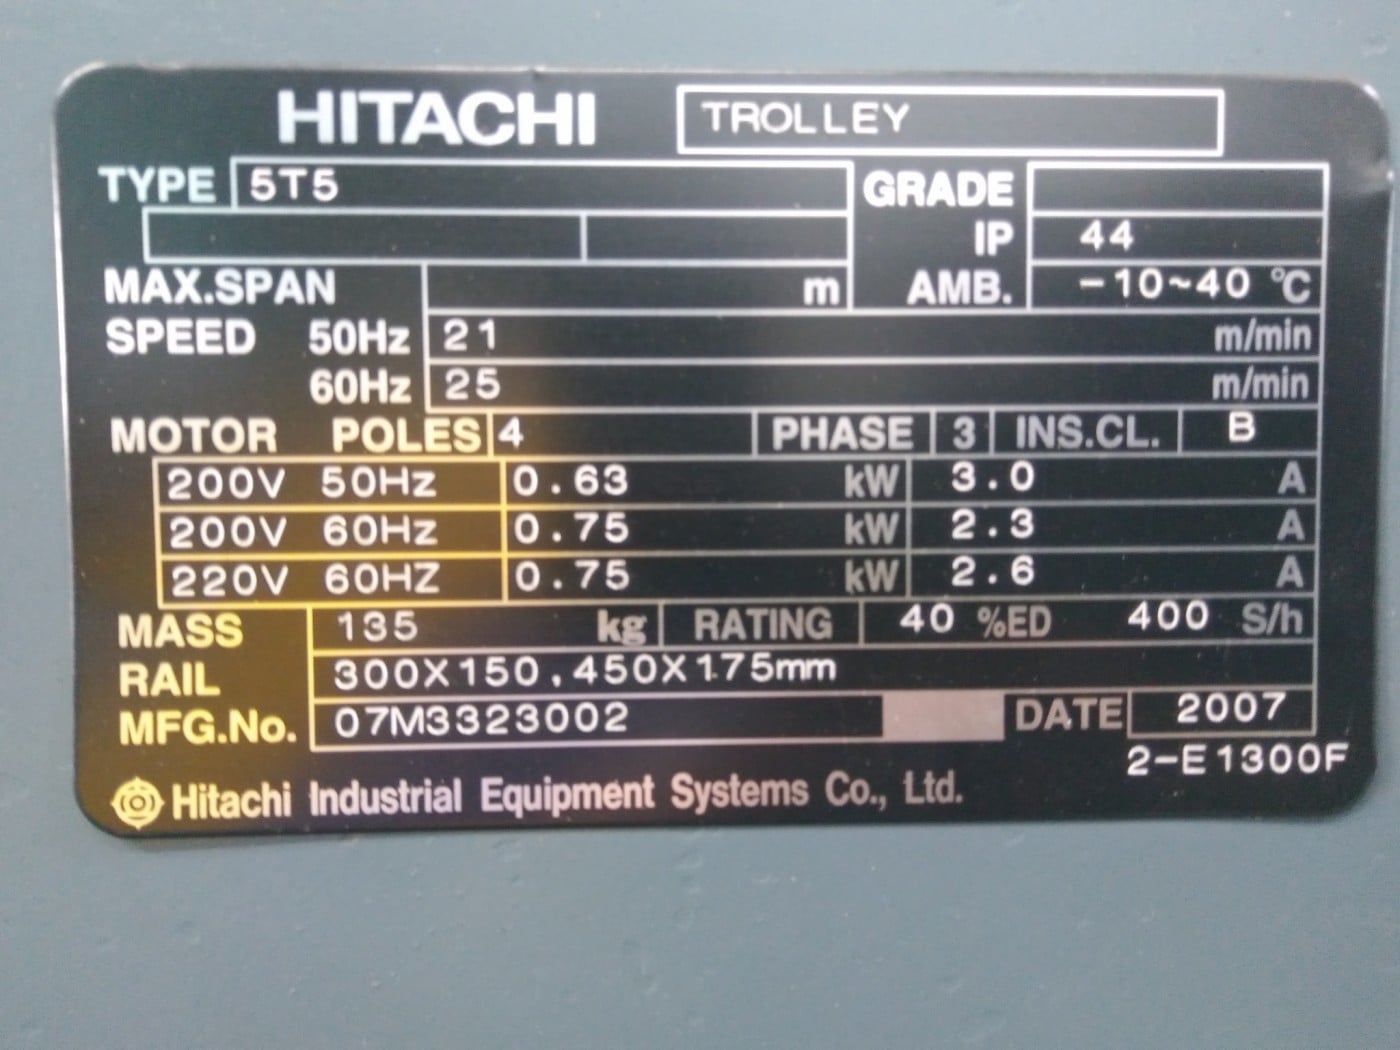 HITACHI TROLLEY
TYPE 5T5 GRADE
IP 44
MAX.SPAN m AMB. -10~40 °C
SPEED 50Hz 21 m/min
60Hz 25 m/min
MOTOR POLES 4 PHASE 3 INS.CL. B
200V 50Hz 0.63 kW 3.0 A
200V 60Hz 0.75 kW 2.3 A
220V 60HZ 0.75 kW 2.6 A
MASS 135 kg RATING 40 %ED 400 S/h
RAIL 300X150,450X175mm
MFG.No. 07M3323002 DATE 2007
2-E1300F
Hitachi Industrial Equipment Systems Co., Ltd.